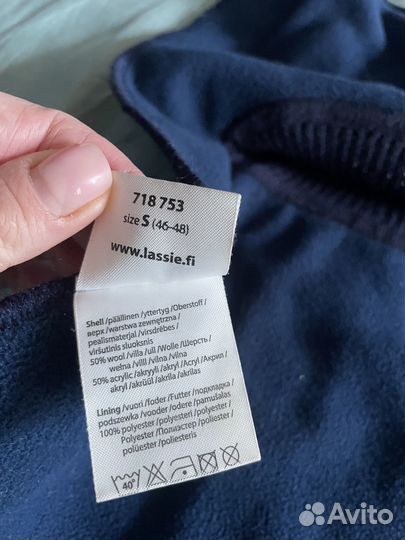 718 753
size S (46-48)
www.lassie.fi
Shell /päällinen /yttertyg /Oberstoff /
верх /warstwa zewnętrzna /
pealismaterjal /virsdrēbes /
viršutinis sluoksnis
50% wool /villa /ull /Wolle /Шерсть /
wełna /vill /vilna /vilna
50% acrylic /akryyli /akryl /Acryl /Акрил /
akryl /akrüül /akrila /akrilas
Lining /vuori /foder /Futter /подкладка /
podszewka /vooder /odere /pamušalas
100% polyester /polyesteri /polyester /
Polyester /Полиэстер /poliester /
polüester /poliesteris
40°
Avito